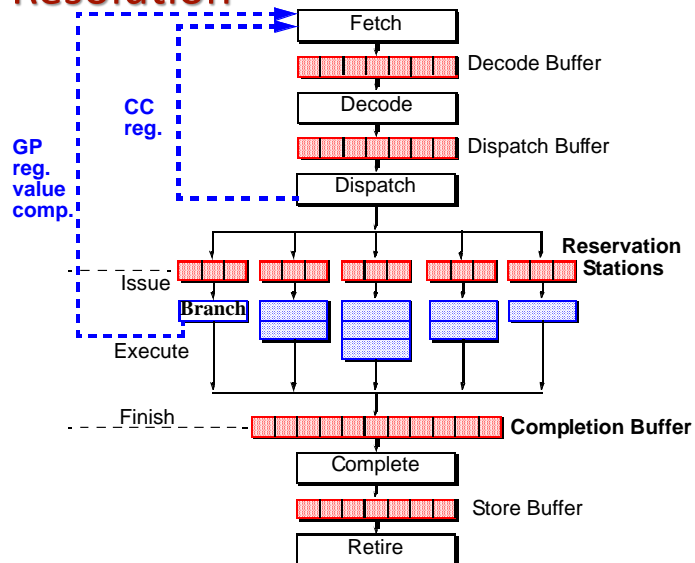 Resolution
Fetch
Decode Buffer
CC
reg.
Decode
GP
reg.
value
comp.
Dispatch Buffer
Dispatch
Reservation
Stations
Issue
Branch
Execute
Finish
Completion Buffer
Complete
Store Buffer
Retire